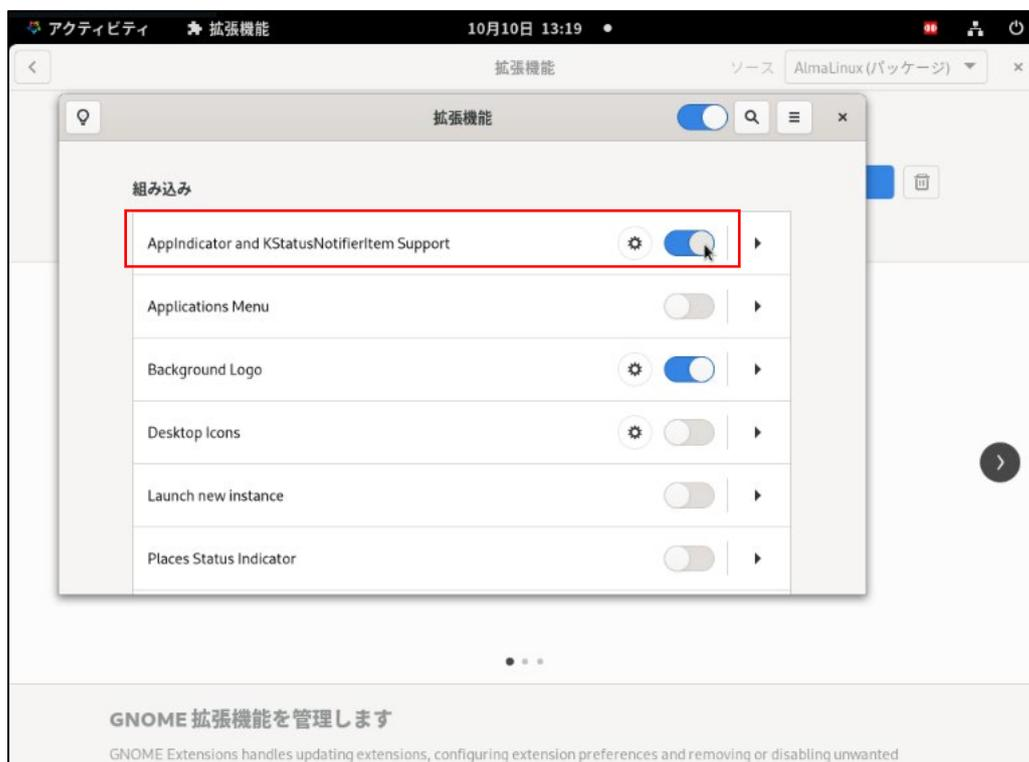 アクティビティ 拡張機能 10月10日 13:19
拡張機能 ソース AlmaLinux (パッケージ)
拡張機能
組み込み
AppIndicator and KStatusNotifierItem Support
Applications Menu
Background Logo
Desktop Icons
Launch new instance
Places Status Indicator
GNOME 拡張機能を管理します
GNOME Extensions handles updating extensions, configuring extension preferences and removing or disabling unwanted